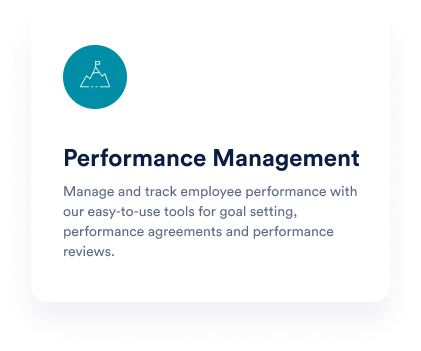 Performance Management
Manage and track employee performance with
our easy-to-use tools for goal setting,
performance agreements and performance
reviews.